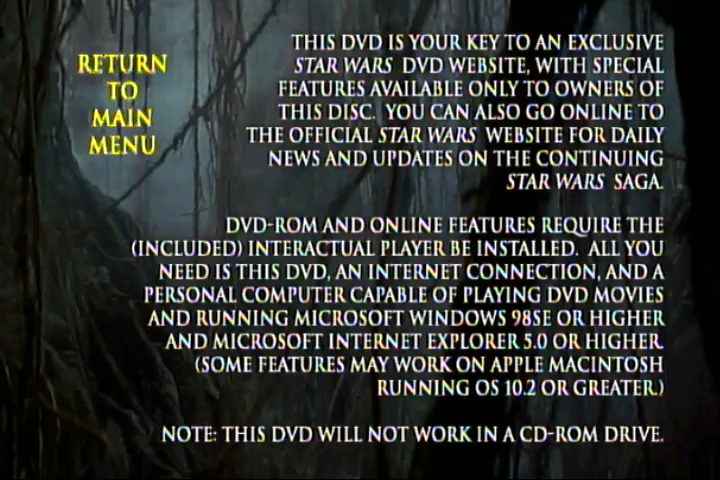 RETURN
TO
MAIN
MENU
THIS DVD IS YOUR KEY TO AN EXCLUSIVE
STAR WARS DVD WEBSITE, WITH SPECIAL
FEATURES AVAILABLE ONLY TO OWNERS OF
THIS DISC. YOU CAN ALSO GO ONLINE TO
THE OFFICIAL STAR WARS WEBSITE FOR DAILY
NEWS AND UPDATES ON THE CONTINUING
STAR WARS SAGA.
DVD-ROM AND ONLINE FEATURES REQUIRE THE
(INCLUDED) INTERACTUAL PLAYER BE INSTALLED. ALL YOU
NEED IS THIS DVD, AN INTERNET CONNECTION, AND A
PERSONAL COMPUTER CAPABLE OF PLAYING DVD MOVIES
AND RUNNING MICROSOFT WINDOWS 98SE OR HIGHER
AND MICROSOFT INTERNET EXPLORER 5.0 OR HIGHER.
(SOME FEATURES MAY WORK ON APPLE MACINTOSH
RUNNING OS 10.2 OR GREATER.)
NOTE: THIS DVD WILL NOT WORK IN A CD-ROM DRIVE.